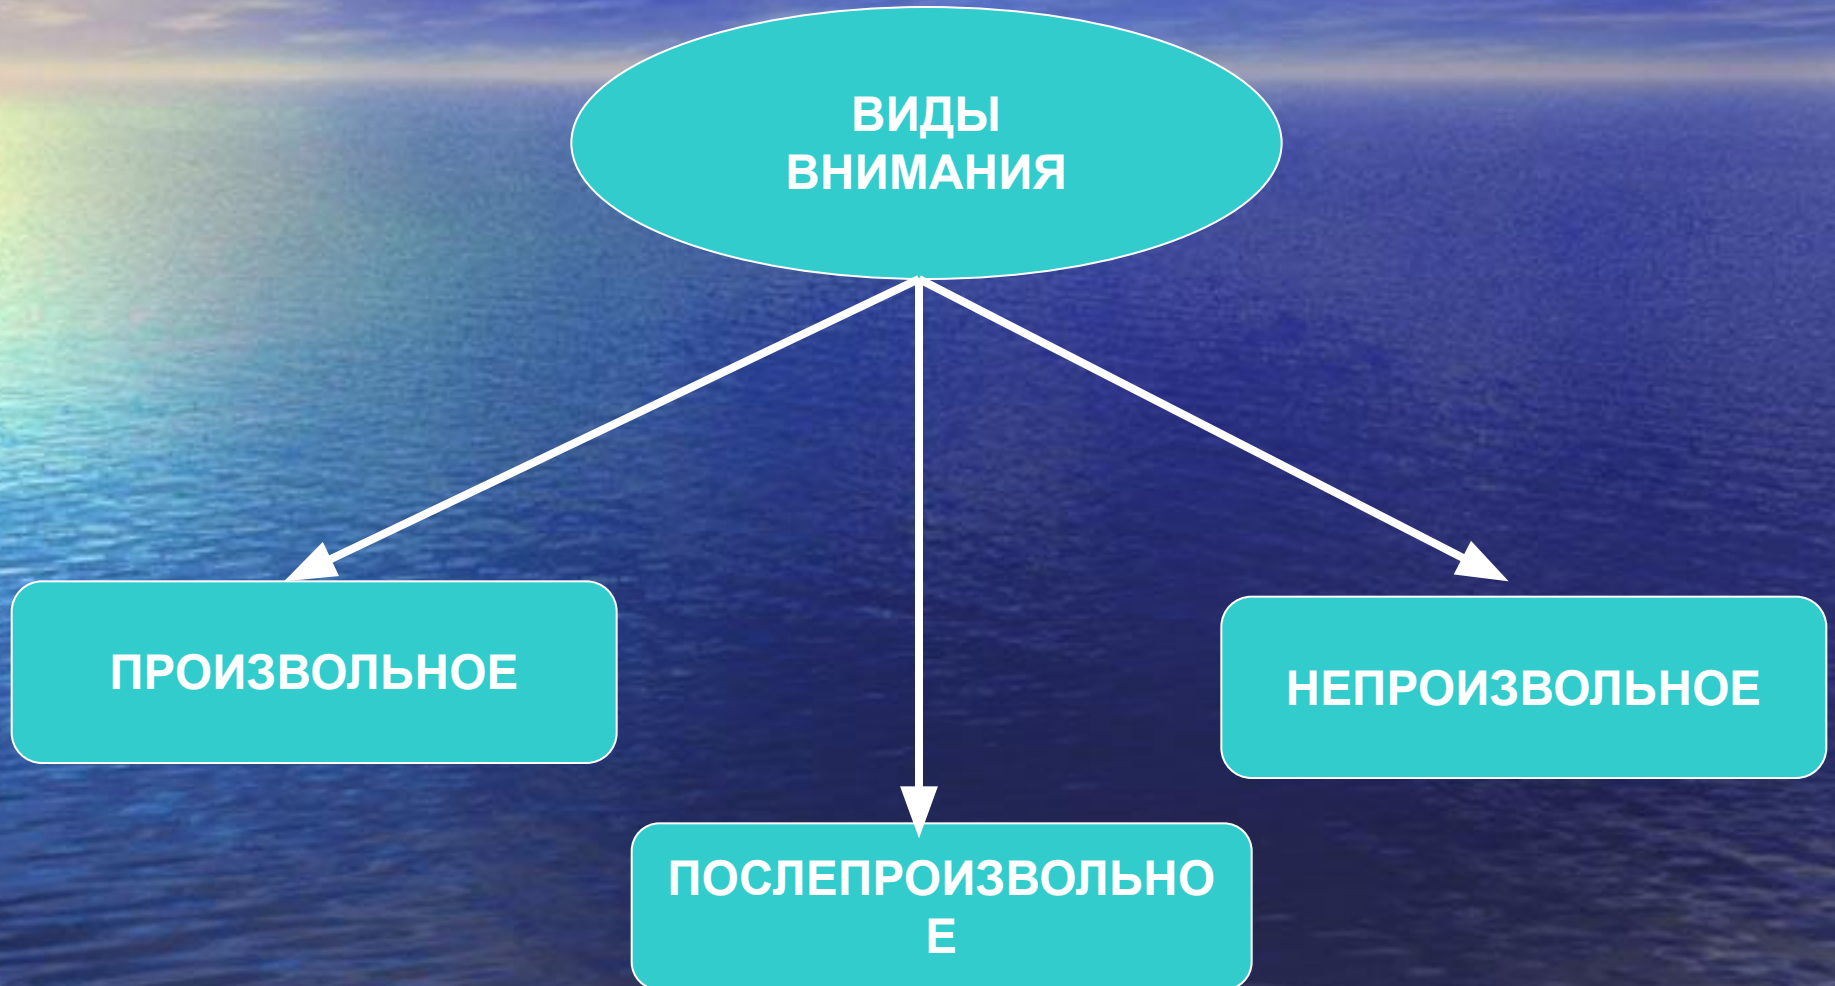 ВИДЫ
ВНИМАНИЯ
ПРОИЗВОЛЬНОЕ
НЕПРОИЗВОЛЬНОЕ
ПОСЛЕПРОИЗВОЛЬНО
Е